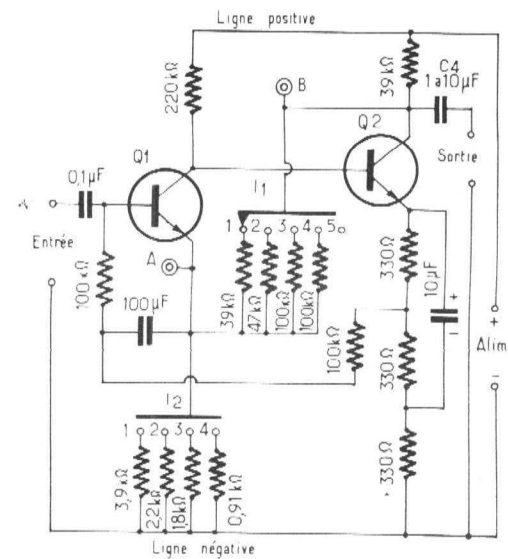 Ligne positive
220kΩ
39kΩ
C4
1 à 10µF
B
Q2
Q1
Sortie
0,1µF
I1
1 2 3 4 5
Entrée
A
330Ω
10µF
+
-
100kΩ
100µF
39kΩ
47kΩ
100kΩ
100kΩ
100kΩ
330Ω
+
Alim
-
I2
1 2 3 4
3,9kΩ
2,2kΩ
1,8kΩ
0,91kΩ
330Ω
Ligne négative